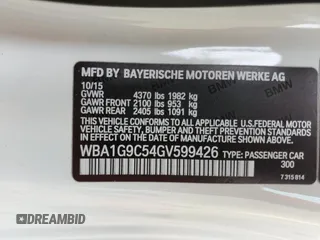 MFD BY BAYERISCHE MOTOREN WERKE AG
10/15
GVWR 4370 lbs 1982 kg
GAWR FRONT 2100 lbs 953 kg
GAWR REAR 2405 lbs 1091 kg
THIS VEHICLE CONFORMS TO ALL APPLICABLE U.S. FEDERAL MOTOR
VEHICLE SAFETY, BUMPER, AND THEFT PREVENTION STANDARDS IN
EFFECT ON THE DATE OF MANUFACTURE SHOWN ABOVE.
WBA1G9C54GV599426 TYPE: PASSENGER CAR
300
7 315 814
DREAMBID
DREAMBID.COM